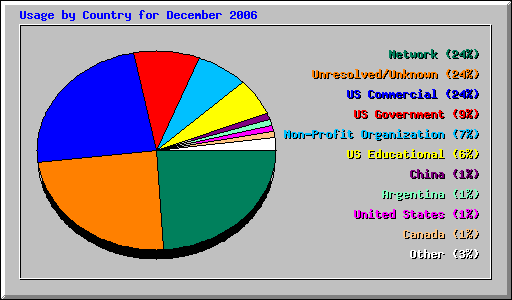 Usage by Country for December 2006
Network (24%)
Unresolved/Unknown (24%)
US Commercial (24%)
US Government (9%)
Non-Profit Organization (7%)
US Educational (6%)
China (1%)
Argentina (1%)
United States (1%)
Canada (1%)
Other (3%)